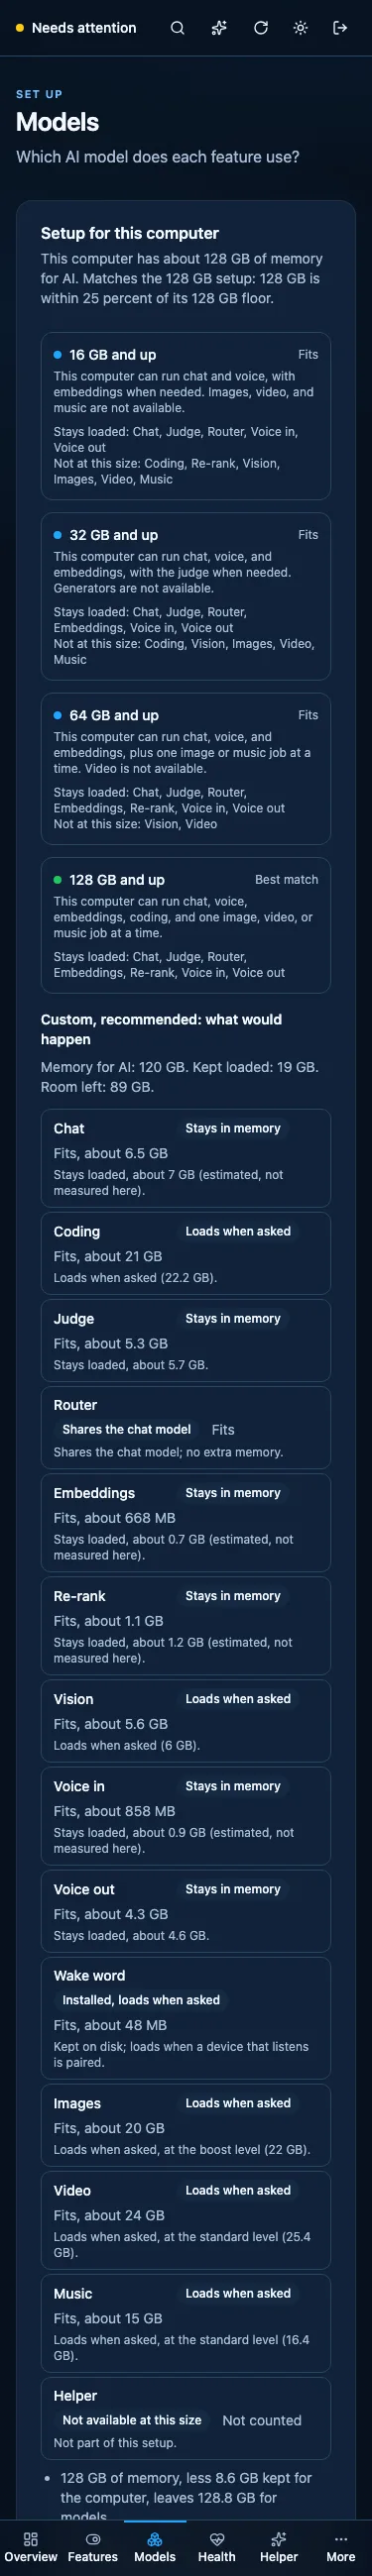 Needs attention
SET UP
Models
Which AI model does each feature use?
Setup for this computer
This computer has about 128 GB of memory
for AI. Matches the 128 GB setup: 128 GB is
within 25 percent of its 128 GB floor.
16 GB and up Fits
This computer can run chat and voice, with
embeddings when needed. Images, video, and
music are not available.
Stays loaded: Chat, Judge, Router, Voice in,
Voice out
Not at this size: Coding, Re-rank, Vision,
Images, Video, Music
32 GB and up Fits
This computer can run chat, voice, and
embeddings, with the judge when needed.
Generators are not available.
Stays loaded: Chat, Judge, Router,
Embeddings, Voice in, Voice out
Not at this size: Coding, Vision, Images, Video,
Music
64 GB and up Fits
This computer can run chat, voice, and
embeddings, plus one image or music job at a
time. Video is not available.
Stays loaded: Chat, Judge, Router,
Embeddings, Re-rank, Voice in, Voice out
Not at this size: Vision, Video
128 GB and up Best match
This computer can run chat, voice,
embeddings, coding, and one image, video, or
music job at a time.
Stays loaded: Chat, Judge, Router,
Embeddings, Re-rank, Voice in, Voice out
Custom, recommended: what would
happen
Memory for AI: 120 GB. Kept loaded: 19 GB.
Room left: 89 GB.
Chat Stays in memory
Fits, about 6.5 GB
Stays loaded, about 7 GB (estimated, not
measured here).
Coding Loads when asked
Fits, about 21 GB
Loads when asked (22.2 GB).
Judge Stays in memory
Fits, about 5.3 GB
Stays loaded, about 5.7 GB.
Router
Shares the chat model Fits
Shares the chat model; no extra memory.
Embeddings Stays in memory
Fits, about 668 MB
Stays loaded, about 0.7 GB (estimated, not
measured here).
Re-rank Stays in memory
Fits, about 1.1 GB
Stays loaded, about 1.2 GB (estimated, not
measured here).
Vision Loads when asked
Fits, about 5.6 GB
Loads when asked (6 GB).
Voice in Stays in memory
Fits, about 858 MB
Stays loaded, about 0.9 GB (estimated, not
measured here).
Voice out Stays in memory
Fits, about 4.3 GB
Stays loaded, about 4.6 GB.
Wake word
Installed, loads when asked
Fits, about 48 MB
Kept on disk; loads when a device that listens
is paired.
Images Loads when asked
Fits, about 20 GB
Loads when asked, at the boost level (22 GB).
Video Loads when asked
Fits, about 24 GB
Loads when asked, at the standard level (25.4
GB).
Music Loads when asked
Fits, about 15 GB
Loads when asked, at the standard level (16.4
GB).
Helper
Not available at this size Not counted
Not part of this setup.
• 128 GB of memory, less 8.6 GB kept for
the computer, leaves 128.8 GB for
models
Overview Features Models Health Helper More